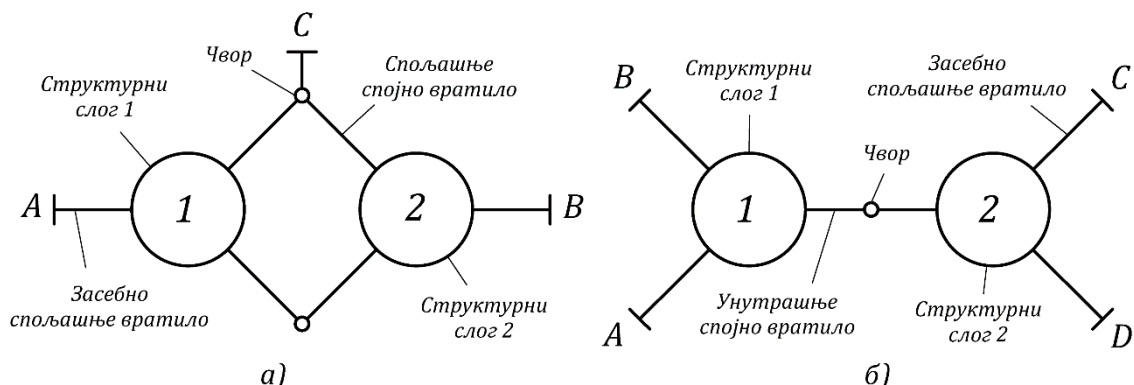 C
Чвор
Структурни
слог 1
Спољашње
спојно вратило
A
1
2
B
Засебно
спољашње вратило
Структурни
слог 2
а)
B
Структурни
слог 1
Засебно
спољашње вратило
C
Чвор
1
2
A
Унутрашње
спојно вратило
Структурни
слог 2
D
б)